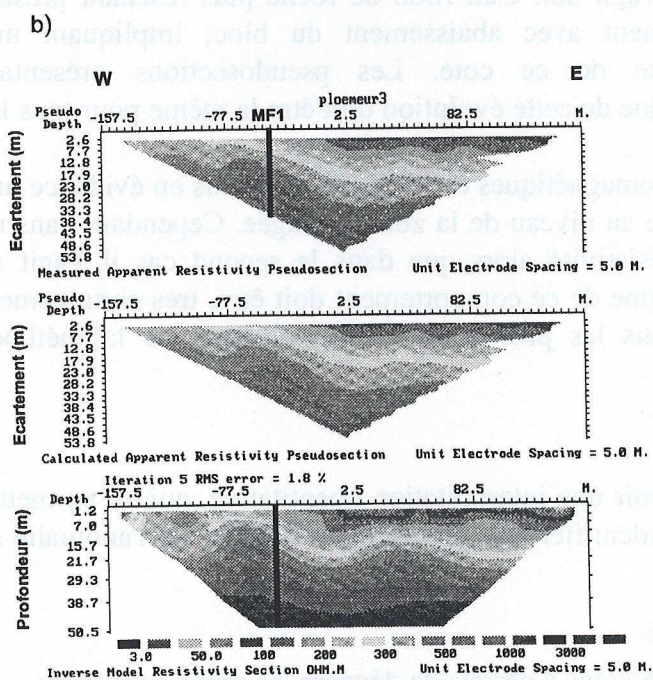 b)
W E
ploemeur3
Pseudo Depth -157.5 -77.5 MF1 2.5 82.5 M.
Ecartement (m)
2.6
7.7
12.8
17.9
23.0
28.2
33.3
38.4
43.5
48.6
53.8
Measured Apparent Resistivity Pseudosection Unit Electrode Spacing = 5.0 M.
Pseudo Depth -157.5 -77.5 2.5 82.5 M.
Ecartement (m)
2.6
7.7
12.8
17.9
23.0
28.2
33.3
38.4
43.5
48.6
53.8
Calculated Apparent Resistivity Pseudosection Unit Electrode Spacing = 5.0 M.
Iteration 5 RMS error = 1.8 %
Depth -157.5 -77.5 2.5 82.5 M.
Profondeur (m)
1.2
7.0
15.7
21.7
29.3
38.7
50.5
3.0 50.0 100 200 300 500 1000 3000
Inverse Model Resistivity Section OHM.M Unit Electrode Spacing = 5.0 M.